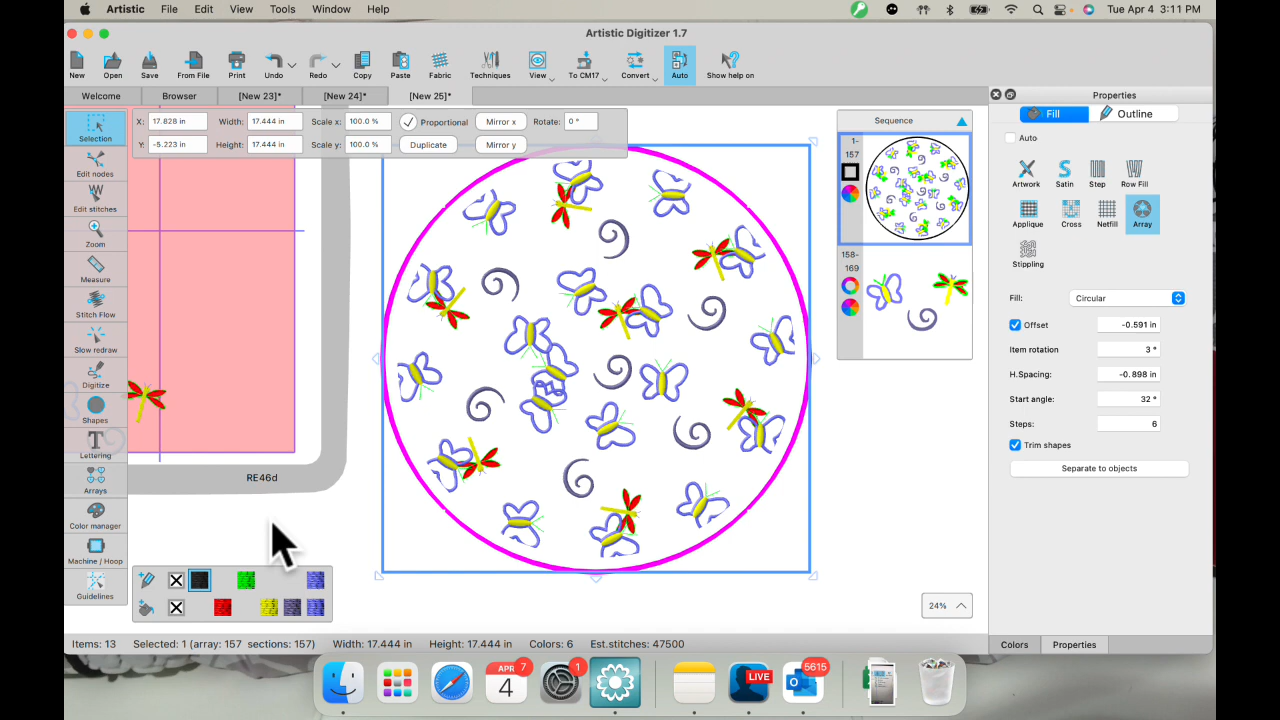 Artistic File Edit View Tools Window Help Tue Apr 4 3:11 PM
Artistic Digitizer 1.7
New Open Save From File Print Undo Redo Copy Paste Fabric Techniques View To CM17 Convert Auto Show help on
Welcome Browser [New 23]* [New 24]* [New 25]*
X: 17.828 in Width: 17.444 in Scale x: 100.0 % Proportional Mirror x Rotate: 0 °
Y: -5.223 in Height: 17.444 in Scale y: 100.0 % Duplicate Mirror y
Selection
Edit nodes
Edit stitches
Zoom
Measure
Stitch Flow
Slow redraw
Digitize
Shapes
Lettering
Arrays
Color manager
Machine / Hoop
Guidelines
RE46d
24%
Sequence
1-
157
158-
169
Properties
Fill Outline
Auto
Artwork Satin Step Row Fill
Applique Cross Netfill Array
Stippling
Fill: Circular
Offset -0.591 in
Item rotation 3 °
H.Spacing: -0.898 in
Start angle: 32 °
Steps: 6
Trim shapes
Separate to objects
Colors Properties
Items: 13 Selected: 1 (array: 157 sections: 157) Width: 17.444 in Height: 17.444 in Colors: 6 Est.stitches: 47500
APR 7
4
1
LIVE
5615